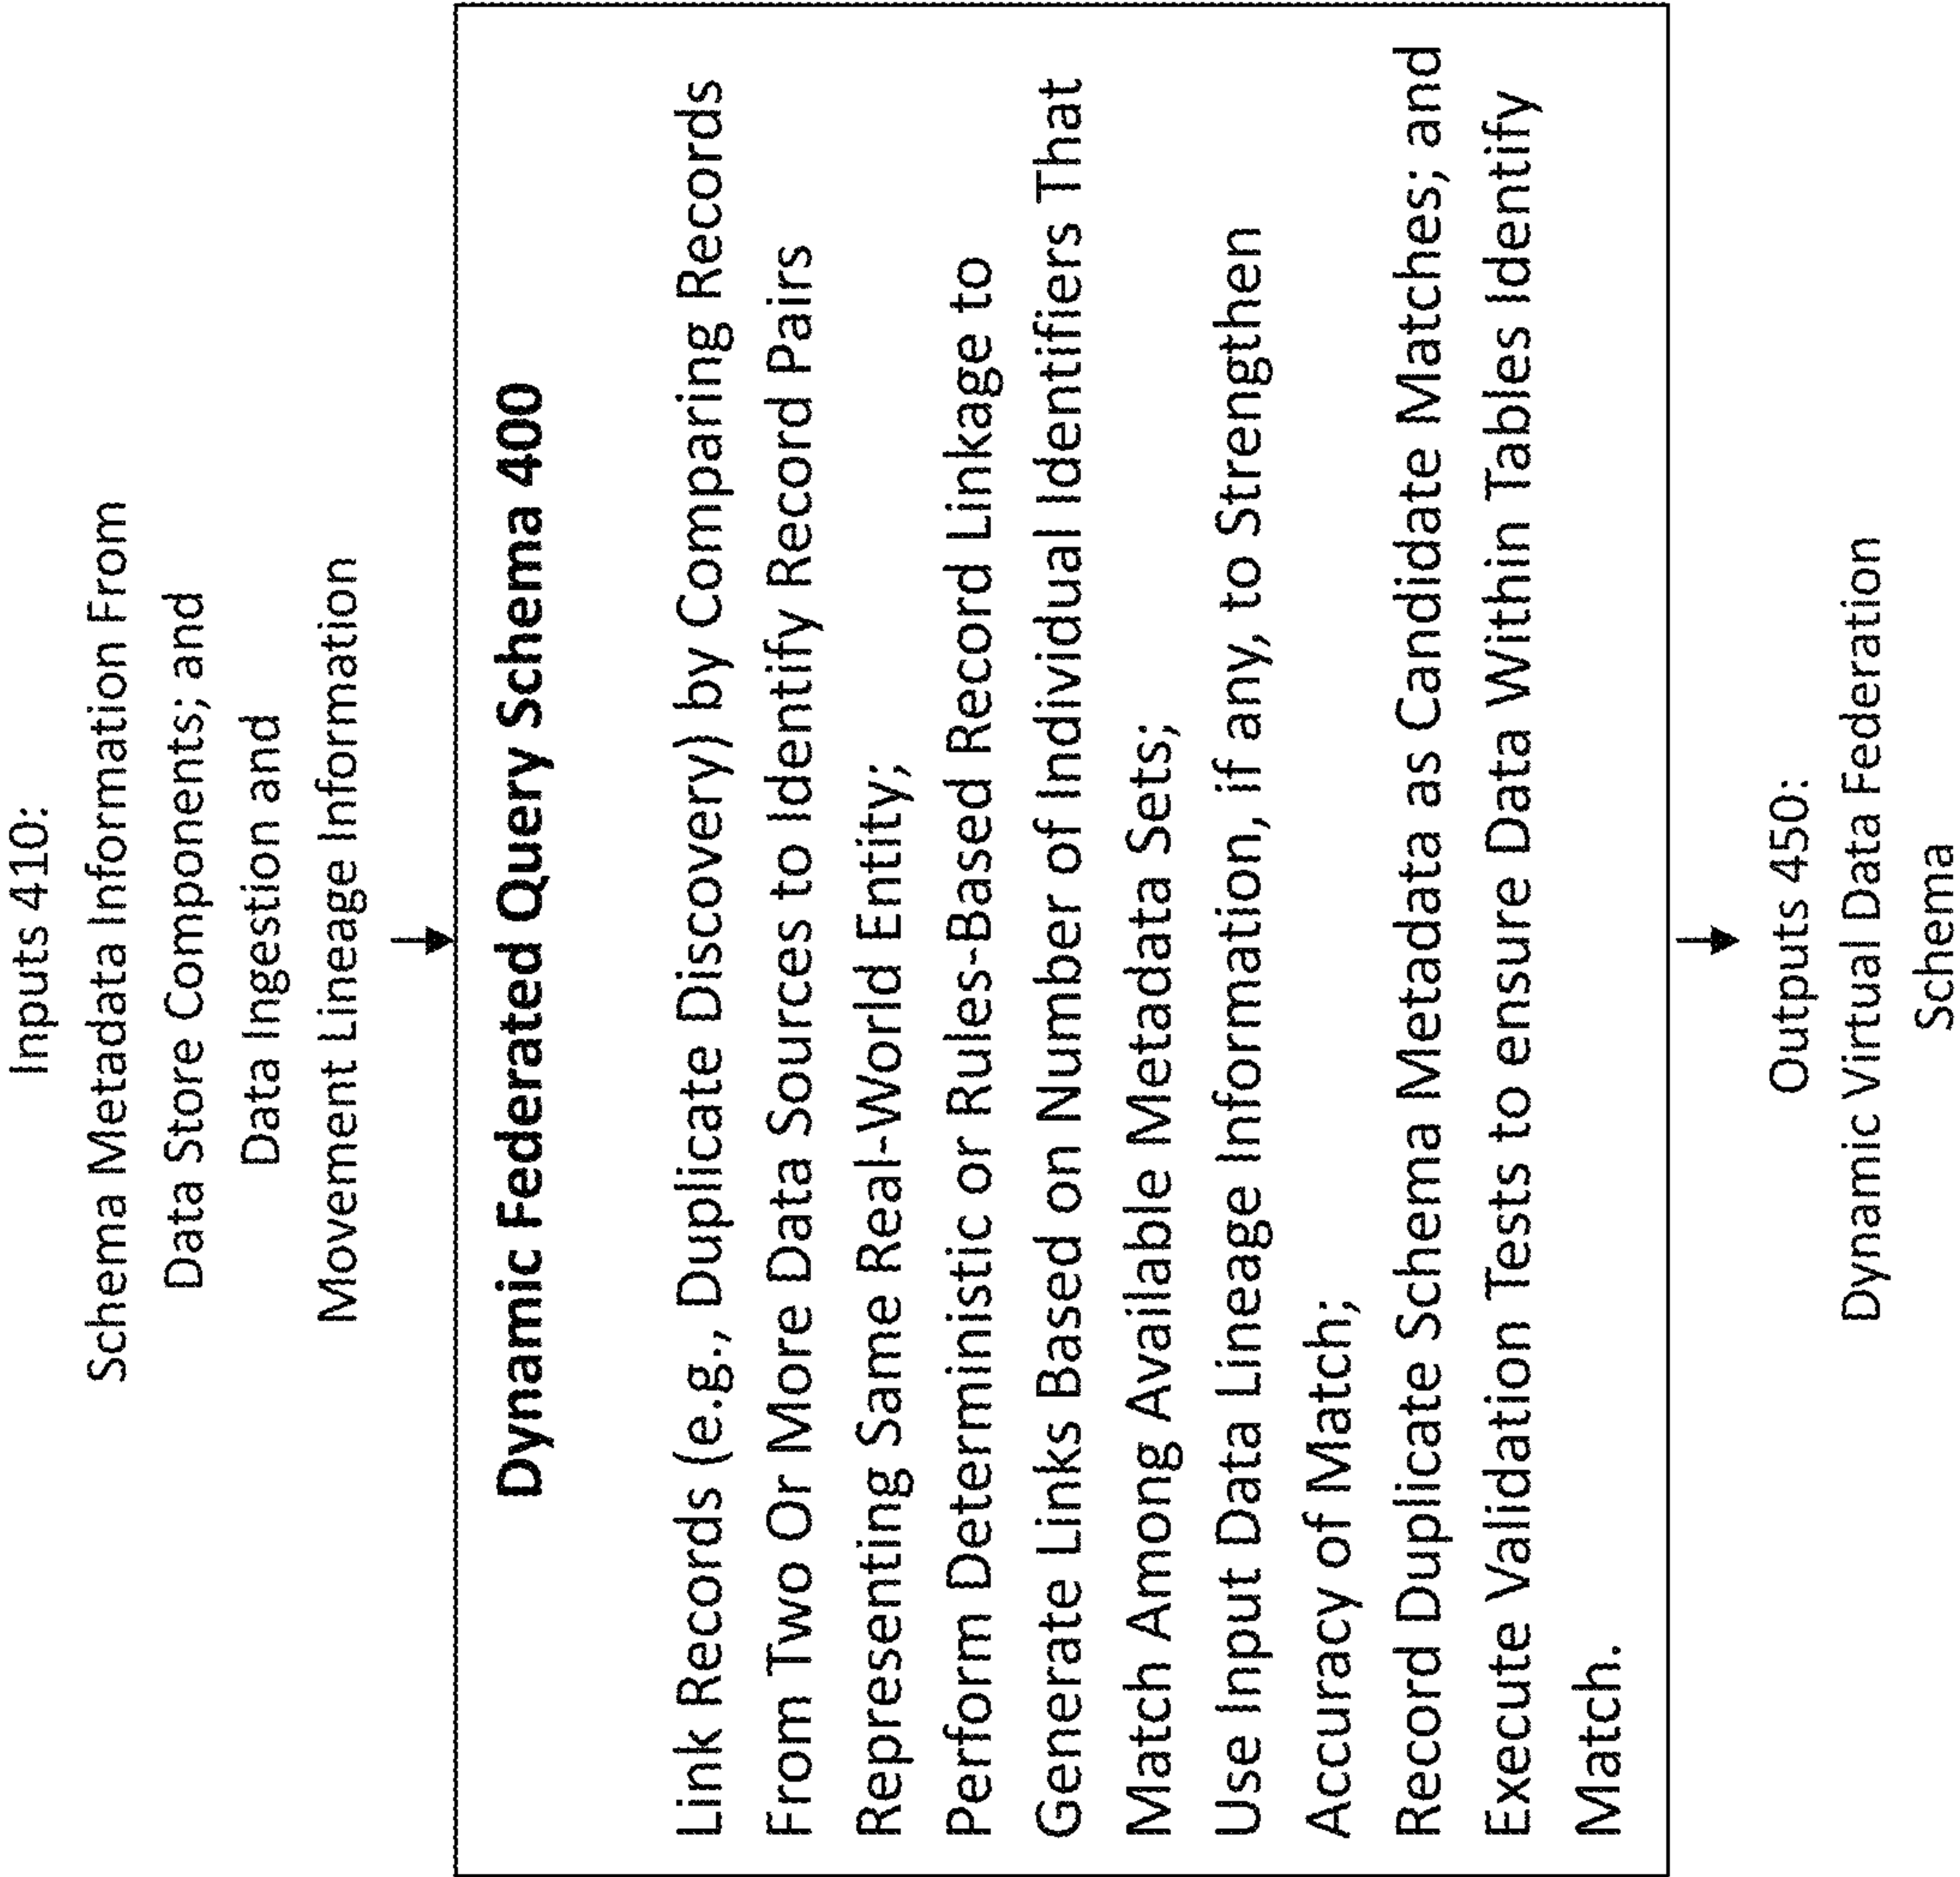 Inputs 410:
Schema Metadata Information From
Data Store Components; and
Data Ingestion and
Movement Lineage Information
Dynamic Federated Query Schema 400
Link Records (e.g., Duplicate Discovery) by Comparing Records
From Two Or More Data Sources to Identify Record Pairs
Representing Same Real-World Entity;
Perform Deterministic or Rules-Based Record Linkage to
Generate Links Based on Number of Individual Identifiers That
Match Among Available Metadata Sets;
Use Input Data Lineage Information, if any, to Strengthen
Accuracy of Match;
Record Duplicate Schema Metadata as Candidate Matches; and
Execute Validation Tests to ensure Data Within Tables Identify
Match.
Outputs 450:
Dynamic Virtual Data Federation
Schema